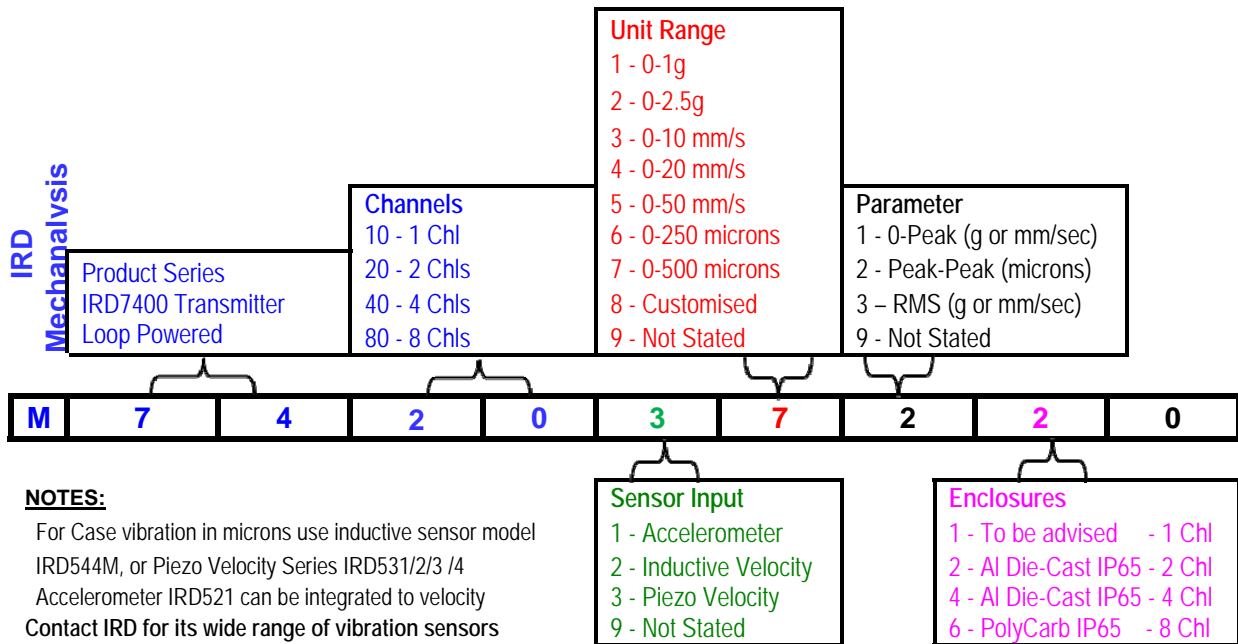 IRD
Mechanalysis
Product Series
IRD7400 Transmitter
Loop Powered
Channels
10 - 1 Chl
20 - 2 Chls
40 - 4 Chls
80 - 8 Chls
Unit Range
1 - 0-1g
2 - 0-2.5g
3 - 0-10 mm/s
4 - 0-20 mm/s
5 - 0-50 mm/s
6 - 0-250 microns
7 - 0-500 microns
8 - Customised
9 - Not Stated
Parameter
1 - 0-Peak (g or mm/sec)
2 - Peak-Peak (microns)
3 – RMS (g or mm/sec)
9 - Not Stated
M 7 4 2 0 3 7 2 2 0
NOTES:
For Case vibration in microns use inductive sensor model
IRD544M, or Piezo Velocity Series IRD531/2/3 /4
Accelerometer IRD521 can be integrated to velocity
Contact IRD for its wide range of vibration sensors
Sensor Input
1 - Accelerometer
2 - Inductive Velocity
3 - Piezo Velocity
9 - Not Stated
Enclosures
1 - To be advised - 1 Chl
2 - Al Die-Cast IP65 - 2 Chl
4 - Al Die-Cast IP65 - 4 Chl
6 - PolyCarb IP65 - 8 Chl